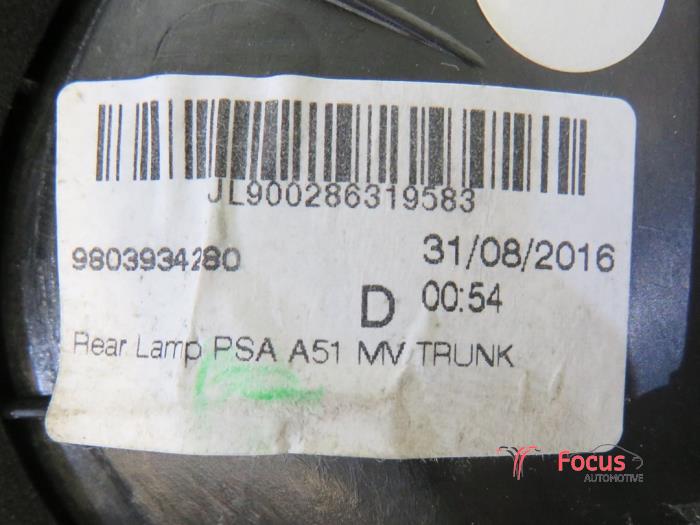 JL900286319583
9803934280
31/08/2016
D
00:54
Rear Lamp PSA A51 MV TRUNK
Focus
AUTOMOTIVE